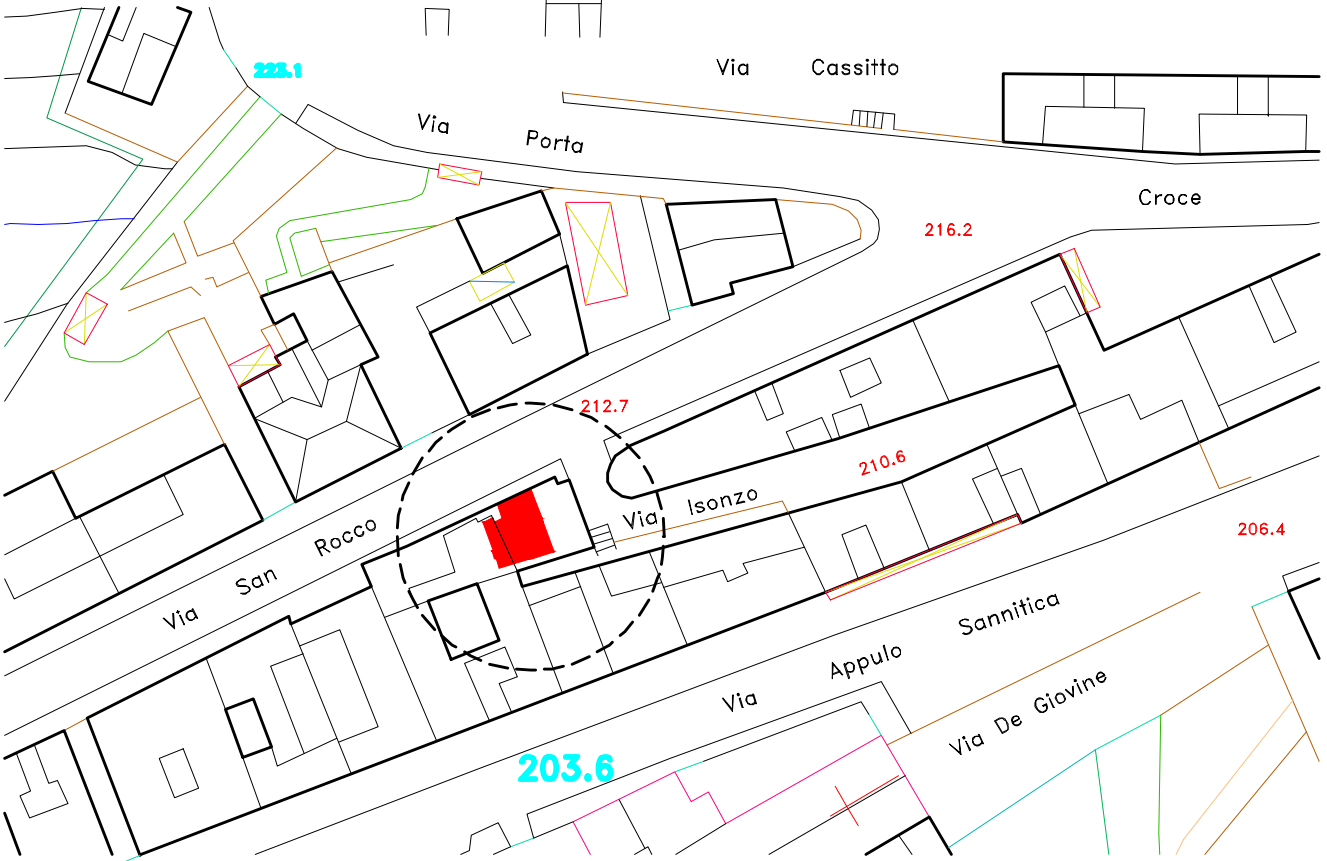 223.1
Via Cassitto
Via Porta Croce
216.2
212.7
210.6
Via Isonzo
206.4
Via San Rocco
Via Appulo Sannitica
Via De Giovine
203.6